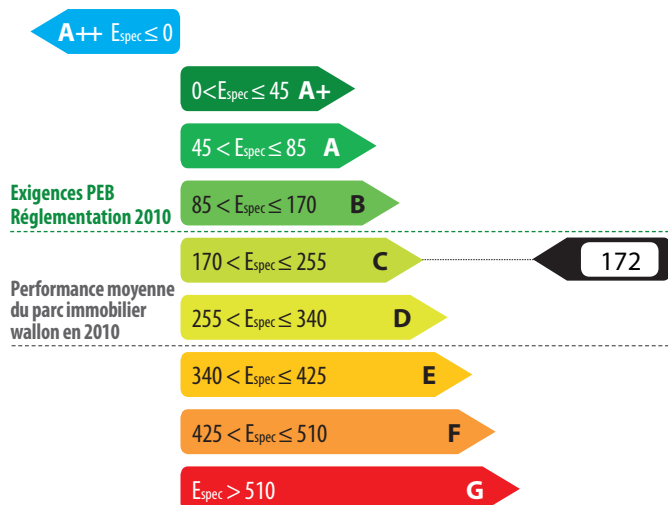 A++ Espec ≤ 0
0<Espec ≤ 45 A+
45 < Espec ≤ 85 A
Exigences PEB
Réglementation 2010
85 < Espec ≤ 170 B
170 < Espec ≤ 255 C
172
Performance moyenne
du parc immobilier
wallon en 2010
255 < Espec ≤ 340 D
340 < Espec ≤ 425 E
425 < Espec ≤ 510 F
Espec > 510 G